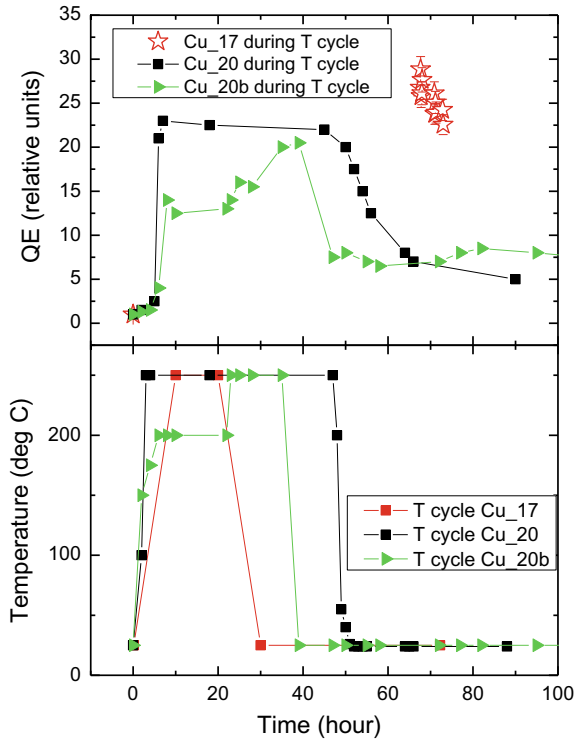 35
30
25
20
15
10
5
0
QE (relative units)
Cu_17 during T cycle
Cu_20 during T cycle
Cu_20b during T cycle
200
100
0
Temperature (deg C)
T cycle Cu_17
T cycle Cu_20
T cycle Cu_20b
0
20
40
60
80
100
Time (hour)